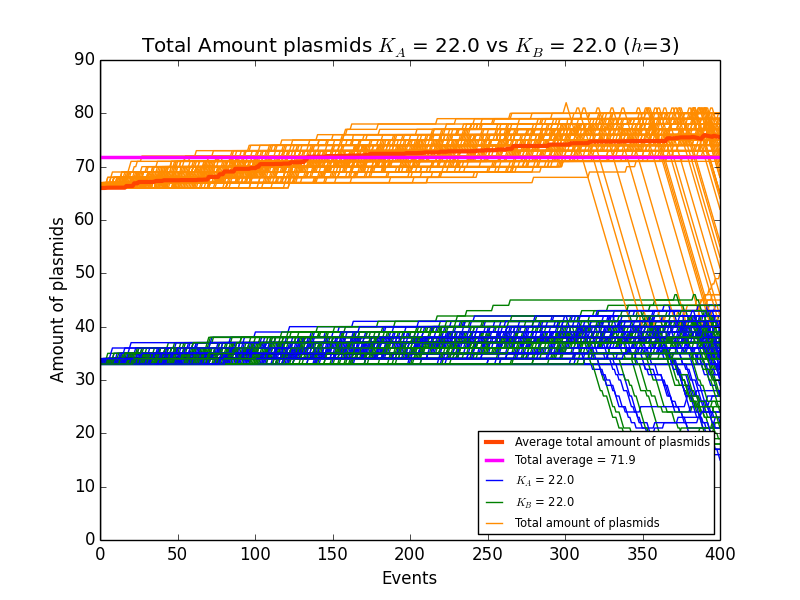 Total Amount plasmids K_A = 22.0 vs K_B = 22.0 (h=3)
90
80
70
60
50
40
30
20
10
0
Amount of plasmids
Average total amount of plasmids
Total average = 71.9
K_A = 22.0
K_B = 22.0
Total amount of plasmids
0 50 100 150 200 250 300 350 400
Events